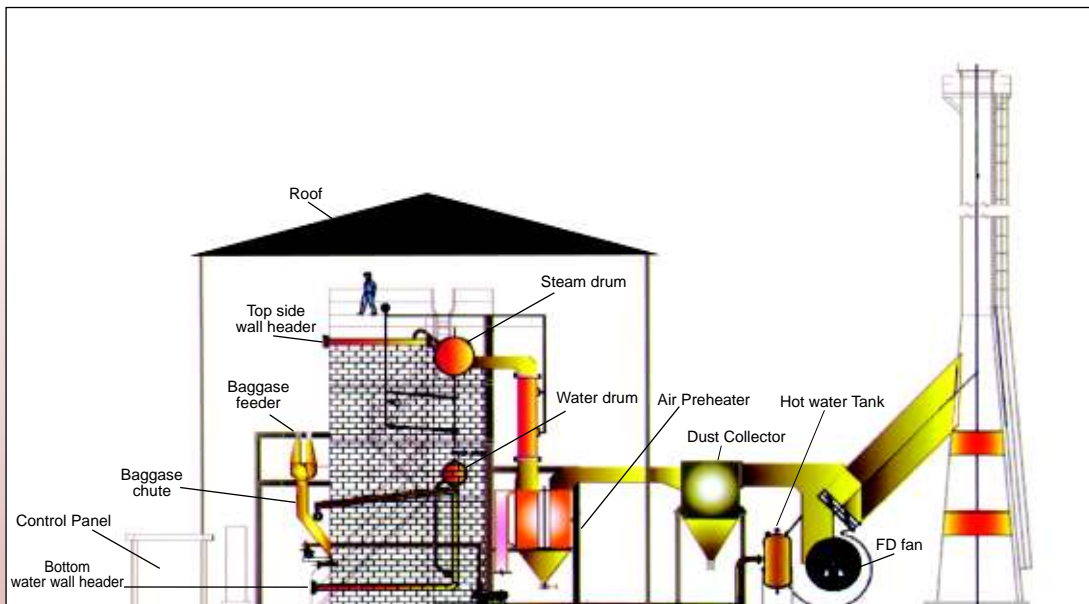 Roof
Steam drum
Top side
wall header
Baggase
feeder
Water drum
Air Preheater
Hot water Tank
Dust Collector
Baggase
chute
Control Panel
FD fan
Bottom
water wall header